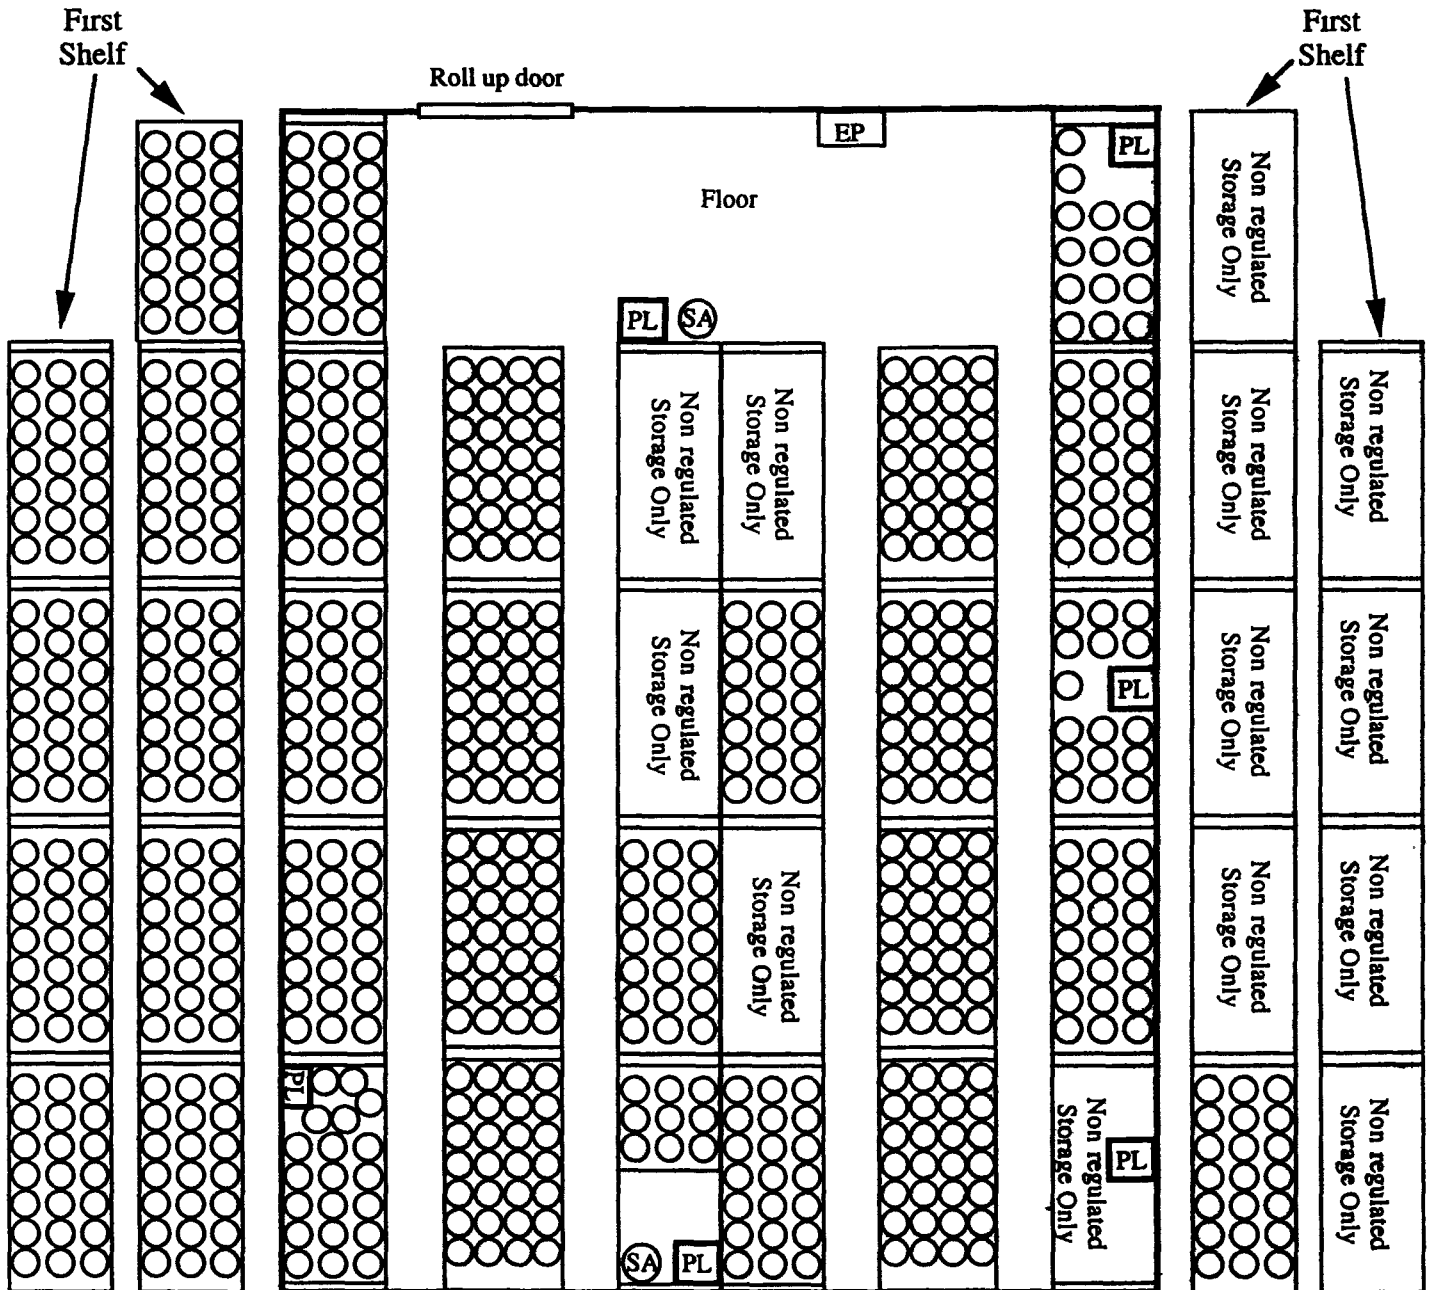 First
Shelf
First
Shelf
Roll up door
EP
PL
Floor
Non regulated
Storage Only
PL
SA
Non regulated
Storage Only
Non regulated
Storage Only
Non regulated
Storage Only
Non regulated
Storage Only
Non regulated
Storage Only
PL
Non regulated
Storage Only
Non regulated
Storage Only
Non regulated
Storage Only
Non regulated
Storage Only
Non regulated
Storage Only
PL
Non regulated
Storage Only
PL
Non regulated
Storage Only
SA
PL